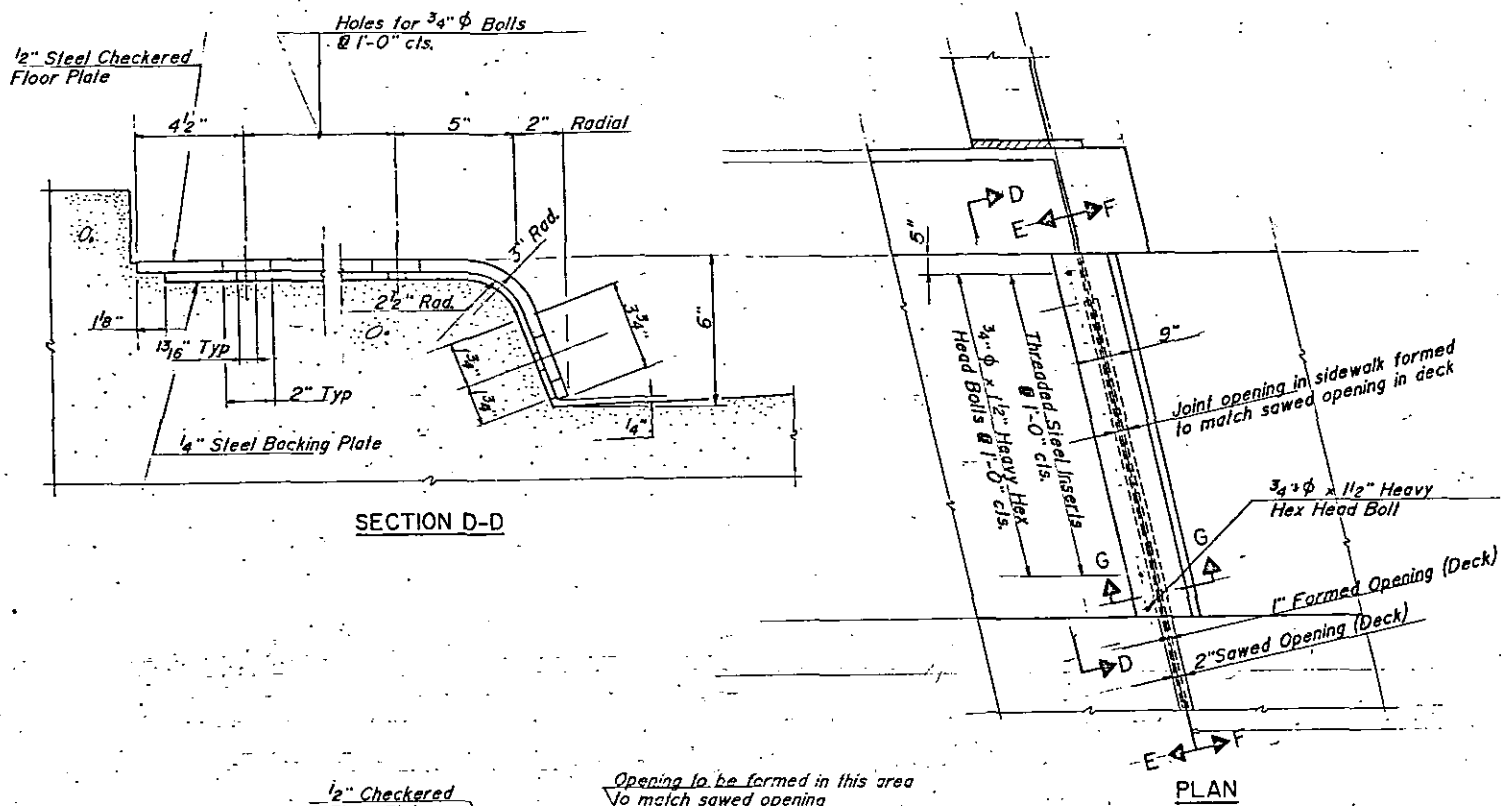 Holes for 3/4" φ Bolts
@ 1'-0" cts.
1/2" Steel Checkered
Floor Plate
4 1/2"
5"
2"
Radial
3" Rad.
2 1/2" Rad.
6"
3 3/4"
1 1/8"
13/16" Typ
2" Typ
1 3/4"
1/4"
1/4" Steel Backing Plate
SECTION D-D
D
E
F
5"
9"
Threaded Steel Inserts
@ 1'-0" cts.
3/4" φ x 1 1/2" Heavy Hex
Head Bolts @ 1'-0" cts.
Joint opening in sidewalk formed
to match sawed opening in deck
3/4" φ x 1 1/2" Heavy
Hex Head Bolt
G
G
1" Formed Opening (Deck)
2" Sawed Opening (Deck)
D
E
F
PLAN
1/2" Checkered
Opening to be formed in this area
to match sawed opening